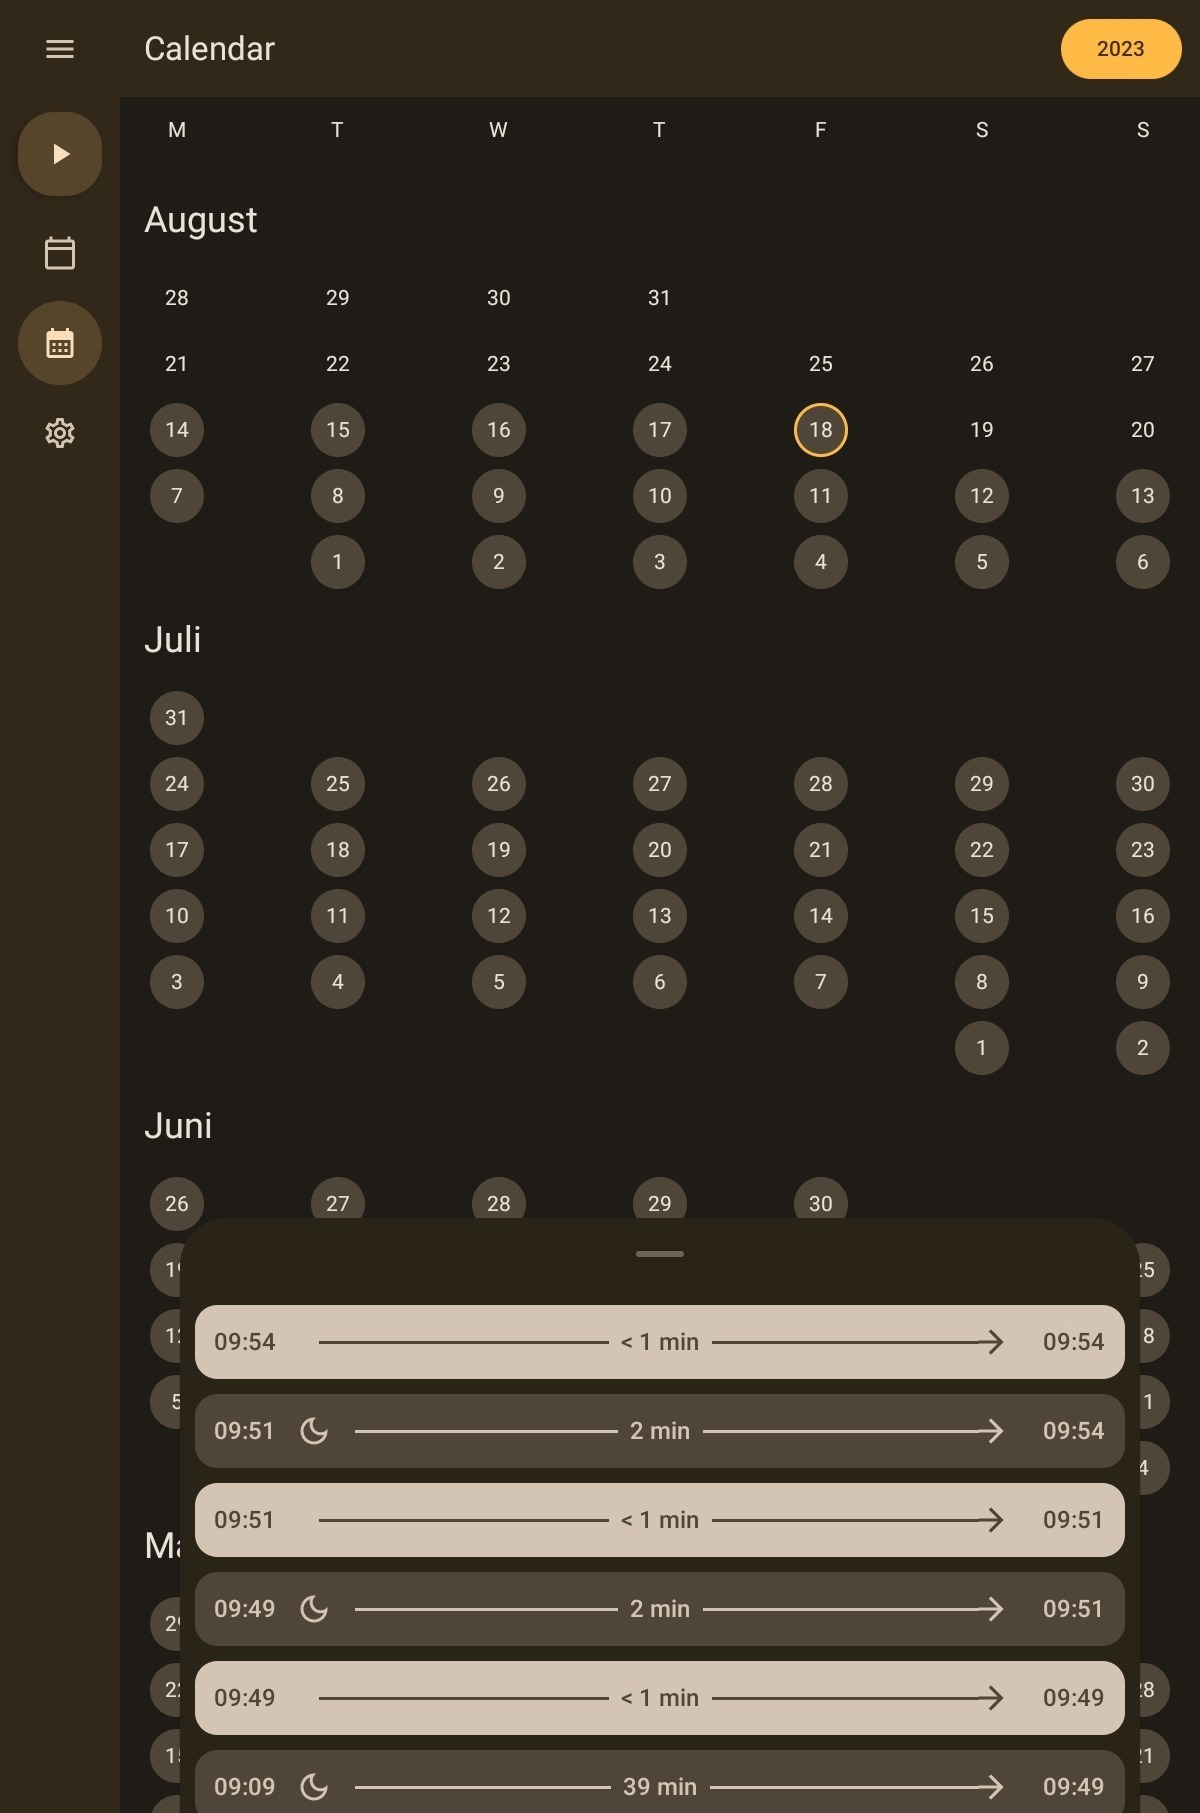 Calendar 2023
M T W T F S S
August
28 29 30 31
21 22 23 24 25 26 27
14 15 16 17 18 19 20
7 8 9 10 11 12 13
1 2 3 4 5 6
Juli
31
24 25 26 27 28 29 30
17 18 19 20 21 22 23
10 11 12 13 14 15 16
3 4 5 6 7 8 9
1 2
Juni
26 27 28 29 30
09:54 < 1 min 09:54
09:51 2 min 09:54
09:51 < 1 min 09:51
09:49 2 min 09:51
09:49 < 1 min 09:49
09:09 39 min 09:49